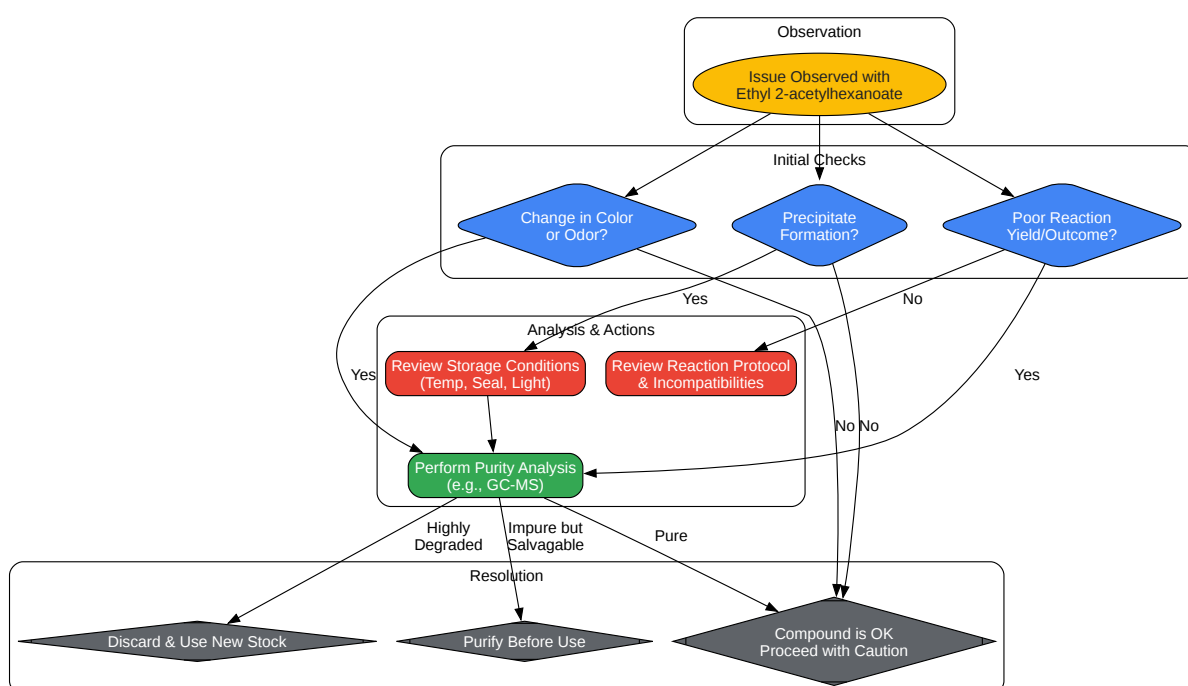 Observation
Issue Observed with
Ethyl 2-acetylhexanoate
Initial Checks
Change in Color
or Odor?
Precipitate
Formation?
Poor Reaction
Yield/Outcome?
Yes
No
Analysis & Actions
Review Storage Conditions
(Temp, Seal, Light)
Review Reaction Protocol
& Incompatibilities
Yes
Yes
No
No
Perform Purity Analysis
(e.g., GC-MS)
Highly
Degraded
Impure but
Salvagable
Pure
Resolution
Discard & Use New Stock
Purify Before Use
Compound is OK
Proceed with Caution